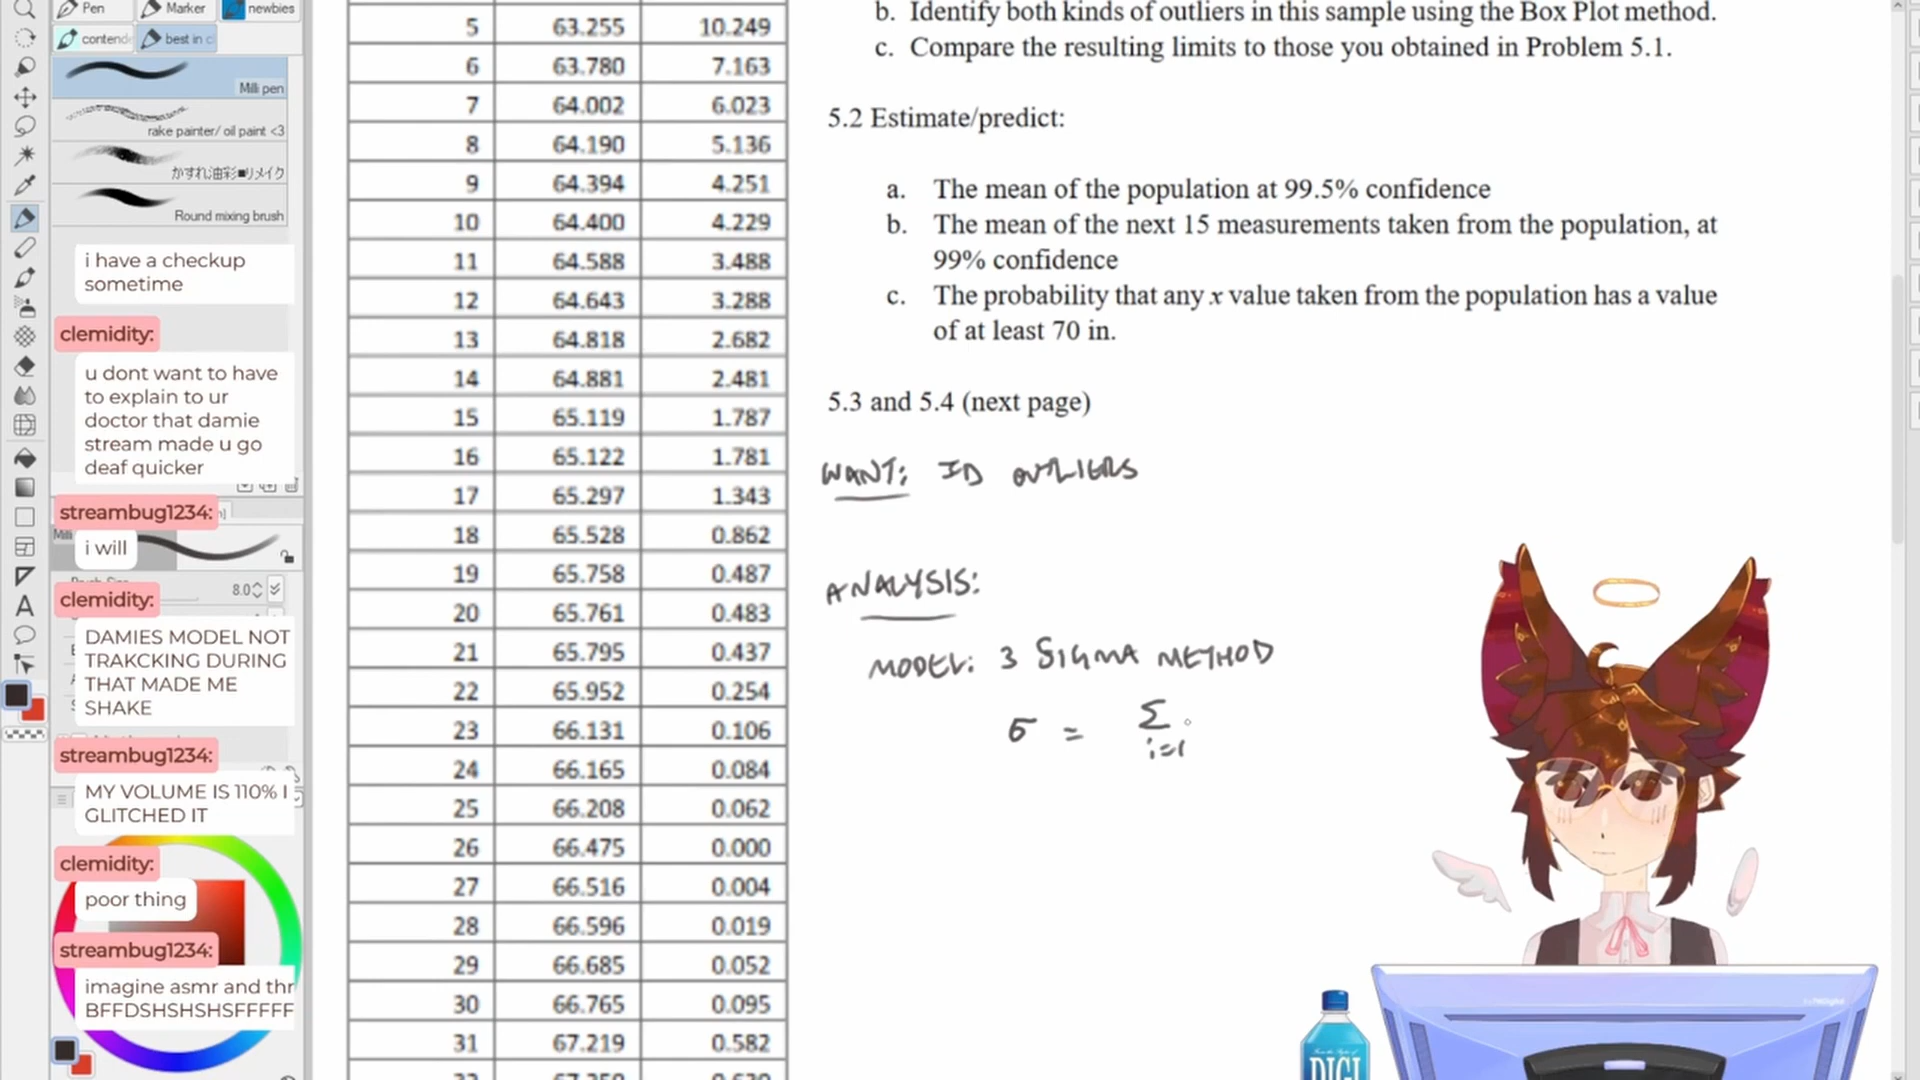 Pen
Marker
newbies
contend
best in c
Milli pen
rake painter/ oil paint <3
かすれ油彩■リメイク
Round mixing brush
i have a checkup
sometime
clemidity:
u dont want to have
to explain to ur
doctor that damie
stream made u go
deaf quicker
streambug1234:
i will
8.0
clemidity:
DAMIES MODEL NOT
TRAKCKING DURING
THAT MADE ME
SHAKE
streambug1234:
MY VOLUME IS 110% I
GLITCHED IT
clemidity:
poor thing
streambug1234:
imagine asmr and thr
BFFDSHSHSHSFFFFF
5 63.255 10.249
6 63.780 7.163
7 64.002 6.023
8 64.190 5.136
9 64.394 4.251
10 64.400 4.229
11 64.588 3.488
12 64.643 3.288
13 64.818 2.682
14 64.881 2.481
15 65.119 1.787
16 65.122 1.781
17 65.297 1.343
18 65.528 0.862
19 65.758 0.487
20 65.761 0.483
21 65.795 0.437
22 65.952 0.254
23 66.131 0.106
24 66.165 0.084
25 66.208 0.062
26 66.475 0.000
27 66.516 0.004
28 66.596 0.019
29 66.685 0.052
30 66.765 0.095
31 67.219 0.582
b. Identify both kinds of outliers in this sample using the Box Plot method.
c. Compare the resulting limits to those you obtained in Problem 5.1.
5.2 Estimate/predict:
a. The mean of the population at 99.5% confidence
b. The mean of the next 15 measurements taken from the population, at
99% confidence
c. The probability that any x value taken from the population has a value
of at least 70 in.
5.3 and 5.4 (next page)
WANT: ID OUTLIERS
ANALYSIS:
MODEL: 3 SIGMA METHOD
σ = Σ
i=1
DIGI